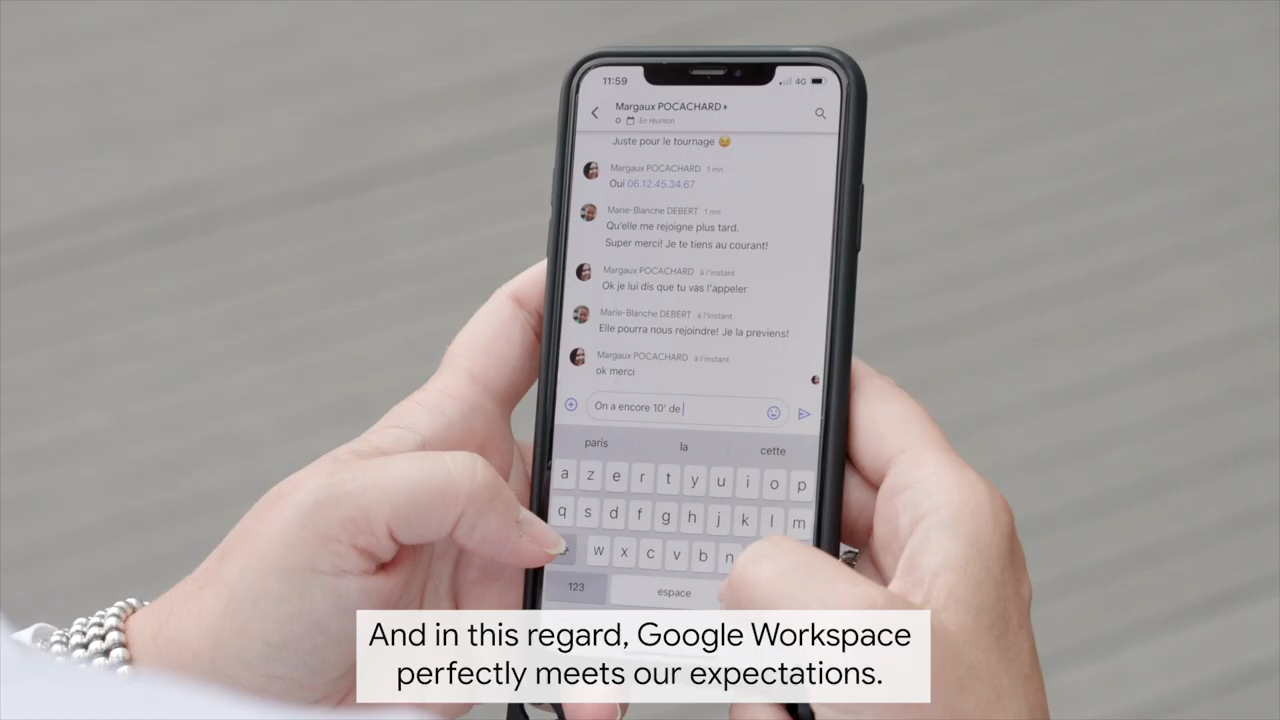 11:59
4G
Margaux POCACHARD
En réunion
Juste pour le tournage 😉
Margaux POCACHARD 1 mn
Oui 06.12.45.34.67
Marie-Blanche DEBERT 1 mn
Qu'elle me rejoigne plus tard.
Super merci! Je te tiens au courant!
Margaux POCACHARD à l'instant
Ok je lui dis que tu vas l'appeler
Marie-Blanche DEBERT à l'instant
Elle pourra nous rejoindre! Je la previens!
Margaux POCACHARD à l'instant
ok merci
On a encore 10' de
paris la cette
a z e r t y u i o p
q s d f g h j k l m
w x c v b n
123 espace
And in this regard, Google Workspace
perfectly meets our expectations.